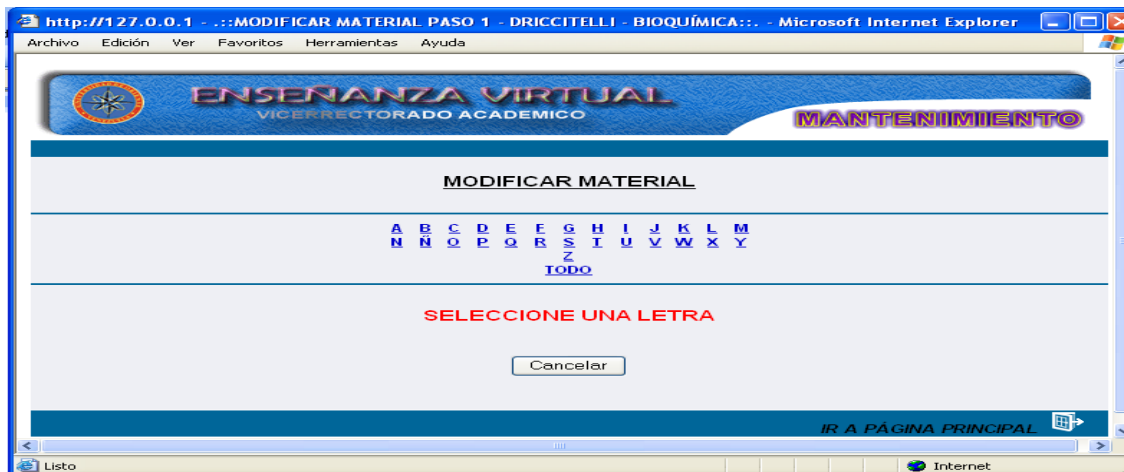 http://127.0.0.1 - .::MODIFICAR MATERIAL PASO 1 - DRICCITELLI - BIOQUÍMICA::. - Microsoft Internet Explorer
Archivo Edición Ver Favoritos Herramientas Ayuda
ENSEÑANZA VIRTUAL
VICERRECTORADO ACADEMICO
MANTENIMIENTO
MODIFICAR MATERIAL
A B C D E F G H I J K L M
N Ñ O P Q R S T U V W X Y
Z
TODO
SELECCIONE UNA LETRA
Cancelar
IR A PÁGINA PRINCIPAL
Listo Internet